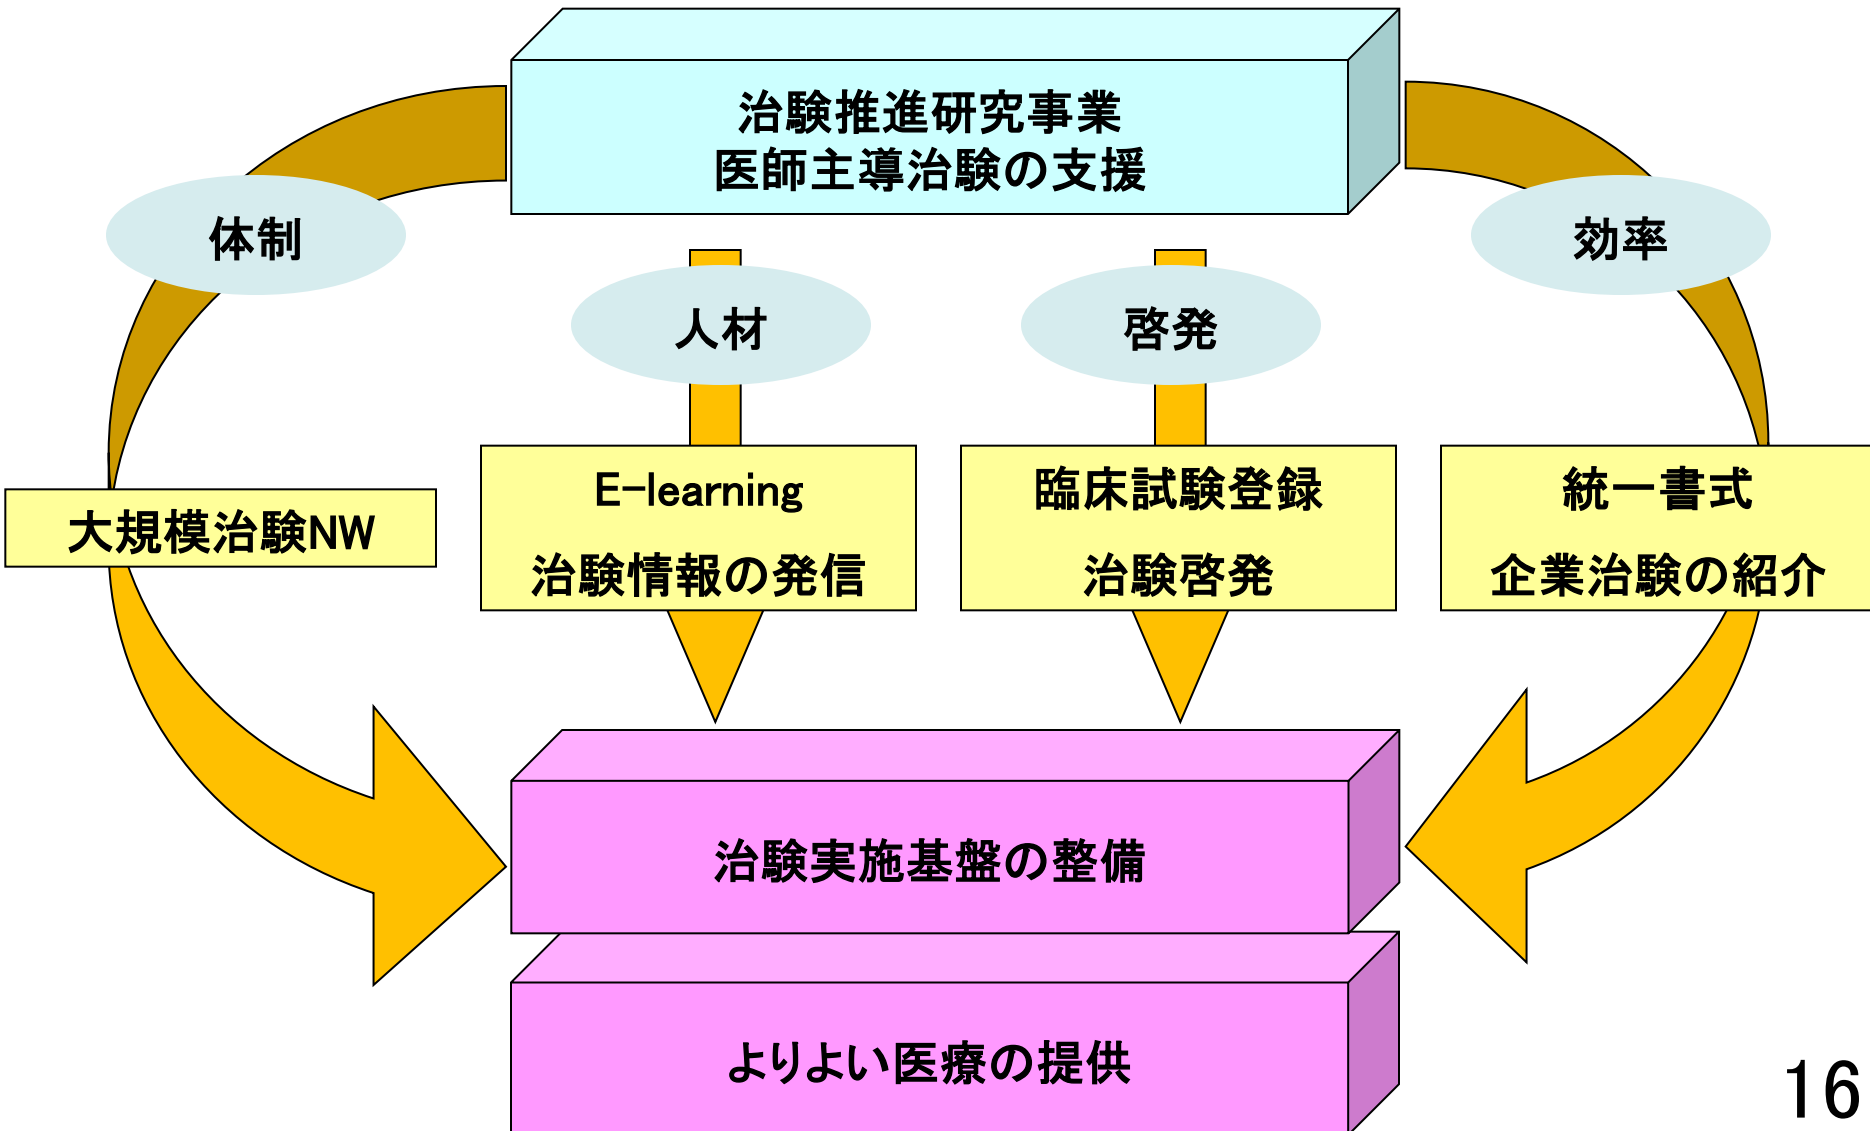 治験推進研究事業
医師主導治験の支援
体制
効率
人材
啓発
大規模治験NW
E-learning
治験情報の発信
臨床試験登録
治験啓発
統一書式
企業治験の紹介
治験実施基盤の整備
よりよい医療の提供
16